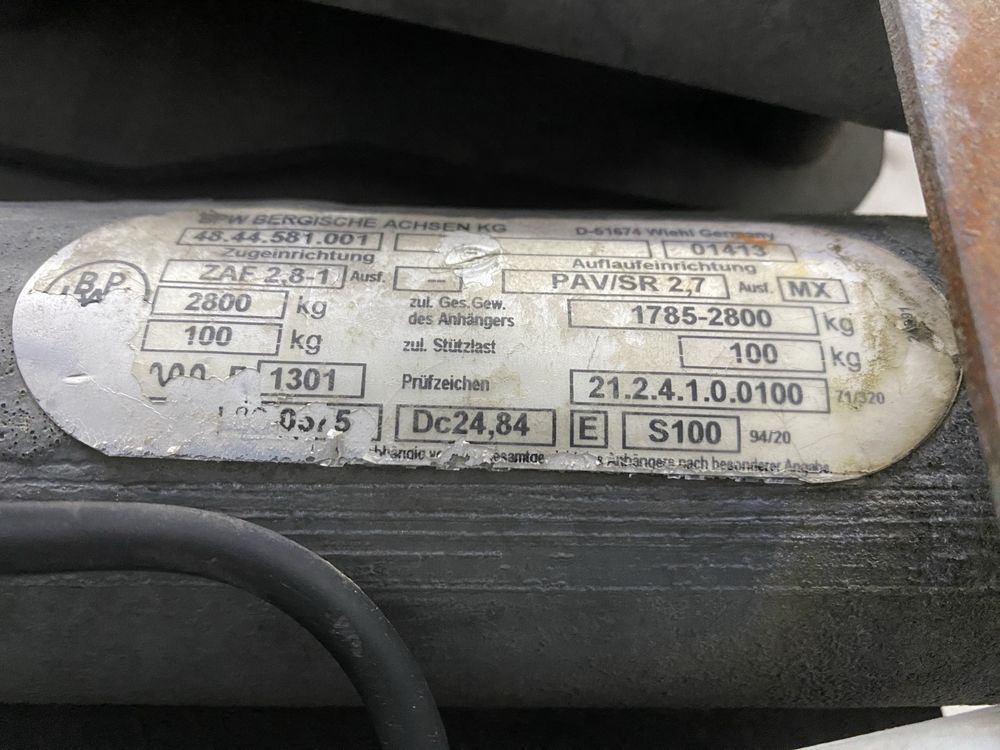 BPW BERGISCHE ACHSEN KG D-51674 Wiehl Germany
48.44.581.001 01413
Zugeinrichtung Auflaufeinrichtung
BPW ZAF 2,8-1 Ausf. -- PAV/SR 2,7 Ausf. MX
2800 kg zul. Ges.Gew. des Anhängers 1785-2800 kg
100 kg zul. Stützlast 100 kg
1301 Prüfzeichen 21.2.4.1.0.0100 71/320
Dc24,84 E S100 94/20
Anhängers nach besonderer Angabe